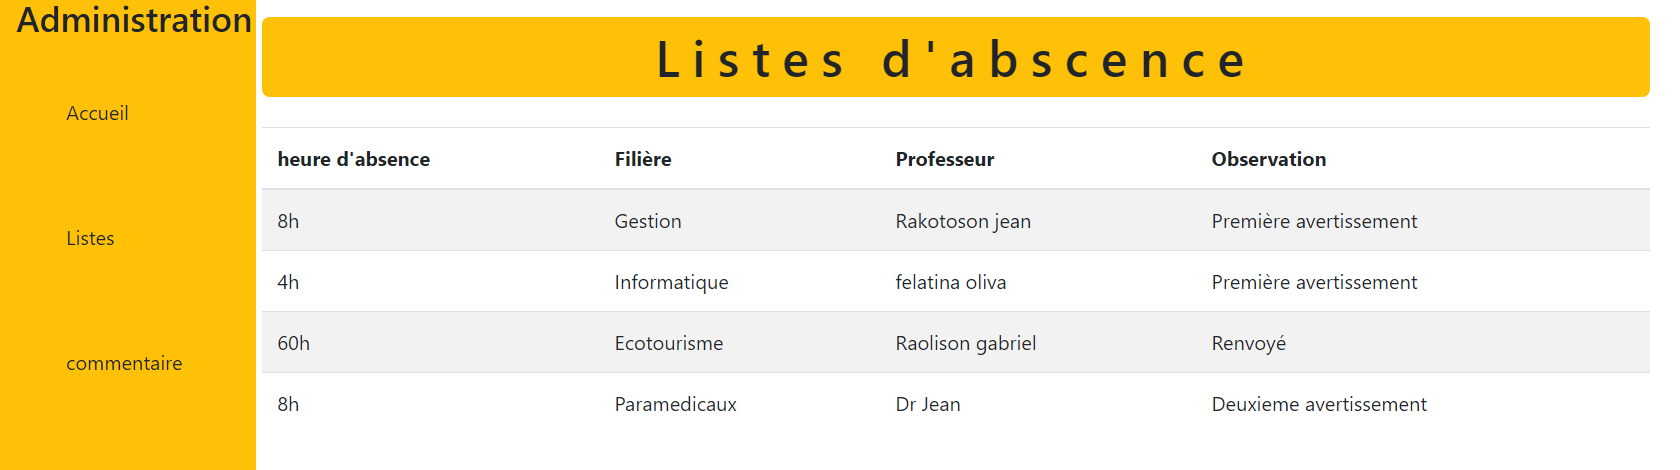 Administration
Accueil
Listes
commentaire
Listes d'abscence
heure d'absence Filière Professeur Observation
8h Gestion Rakotoson jean Première avertissement
4h Informatique felatina oliva Première avertissement
60h Ecotourisme Raolison gabriel Renvoyé
8h Paramedicaux Dr Jean Deuxieme avertissement